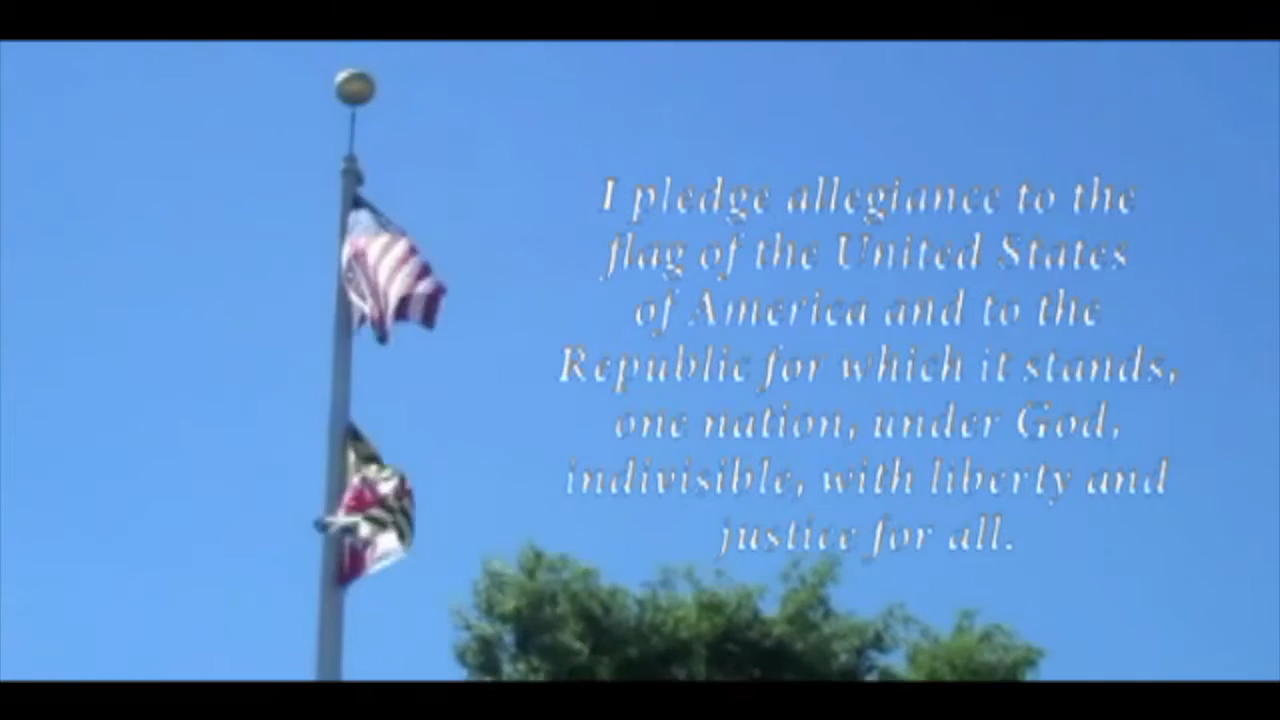 I pledge allegiance to the
flag of the United States
of America and to the
Republic for which it stands,
one nation, under God,
indivisible, with liberty and
justice for all.